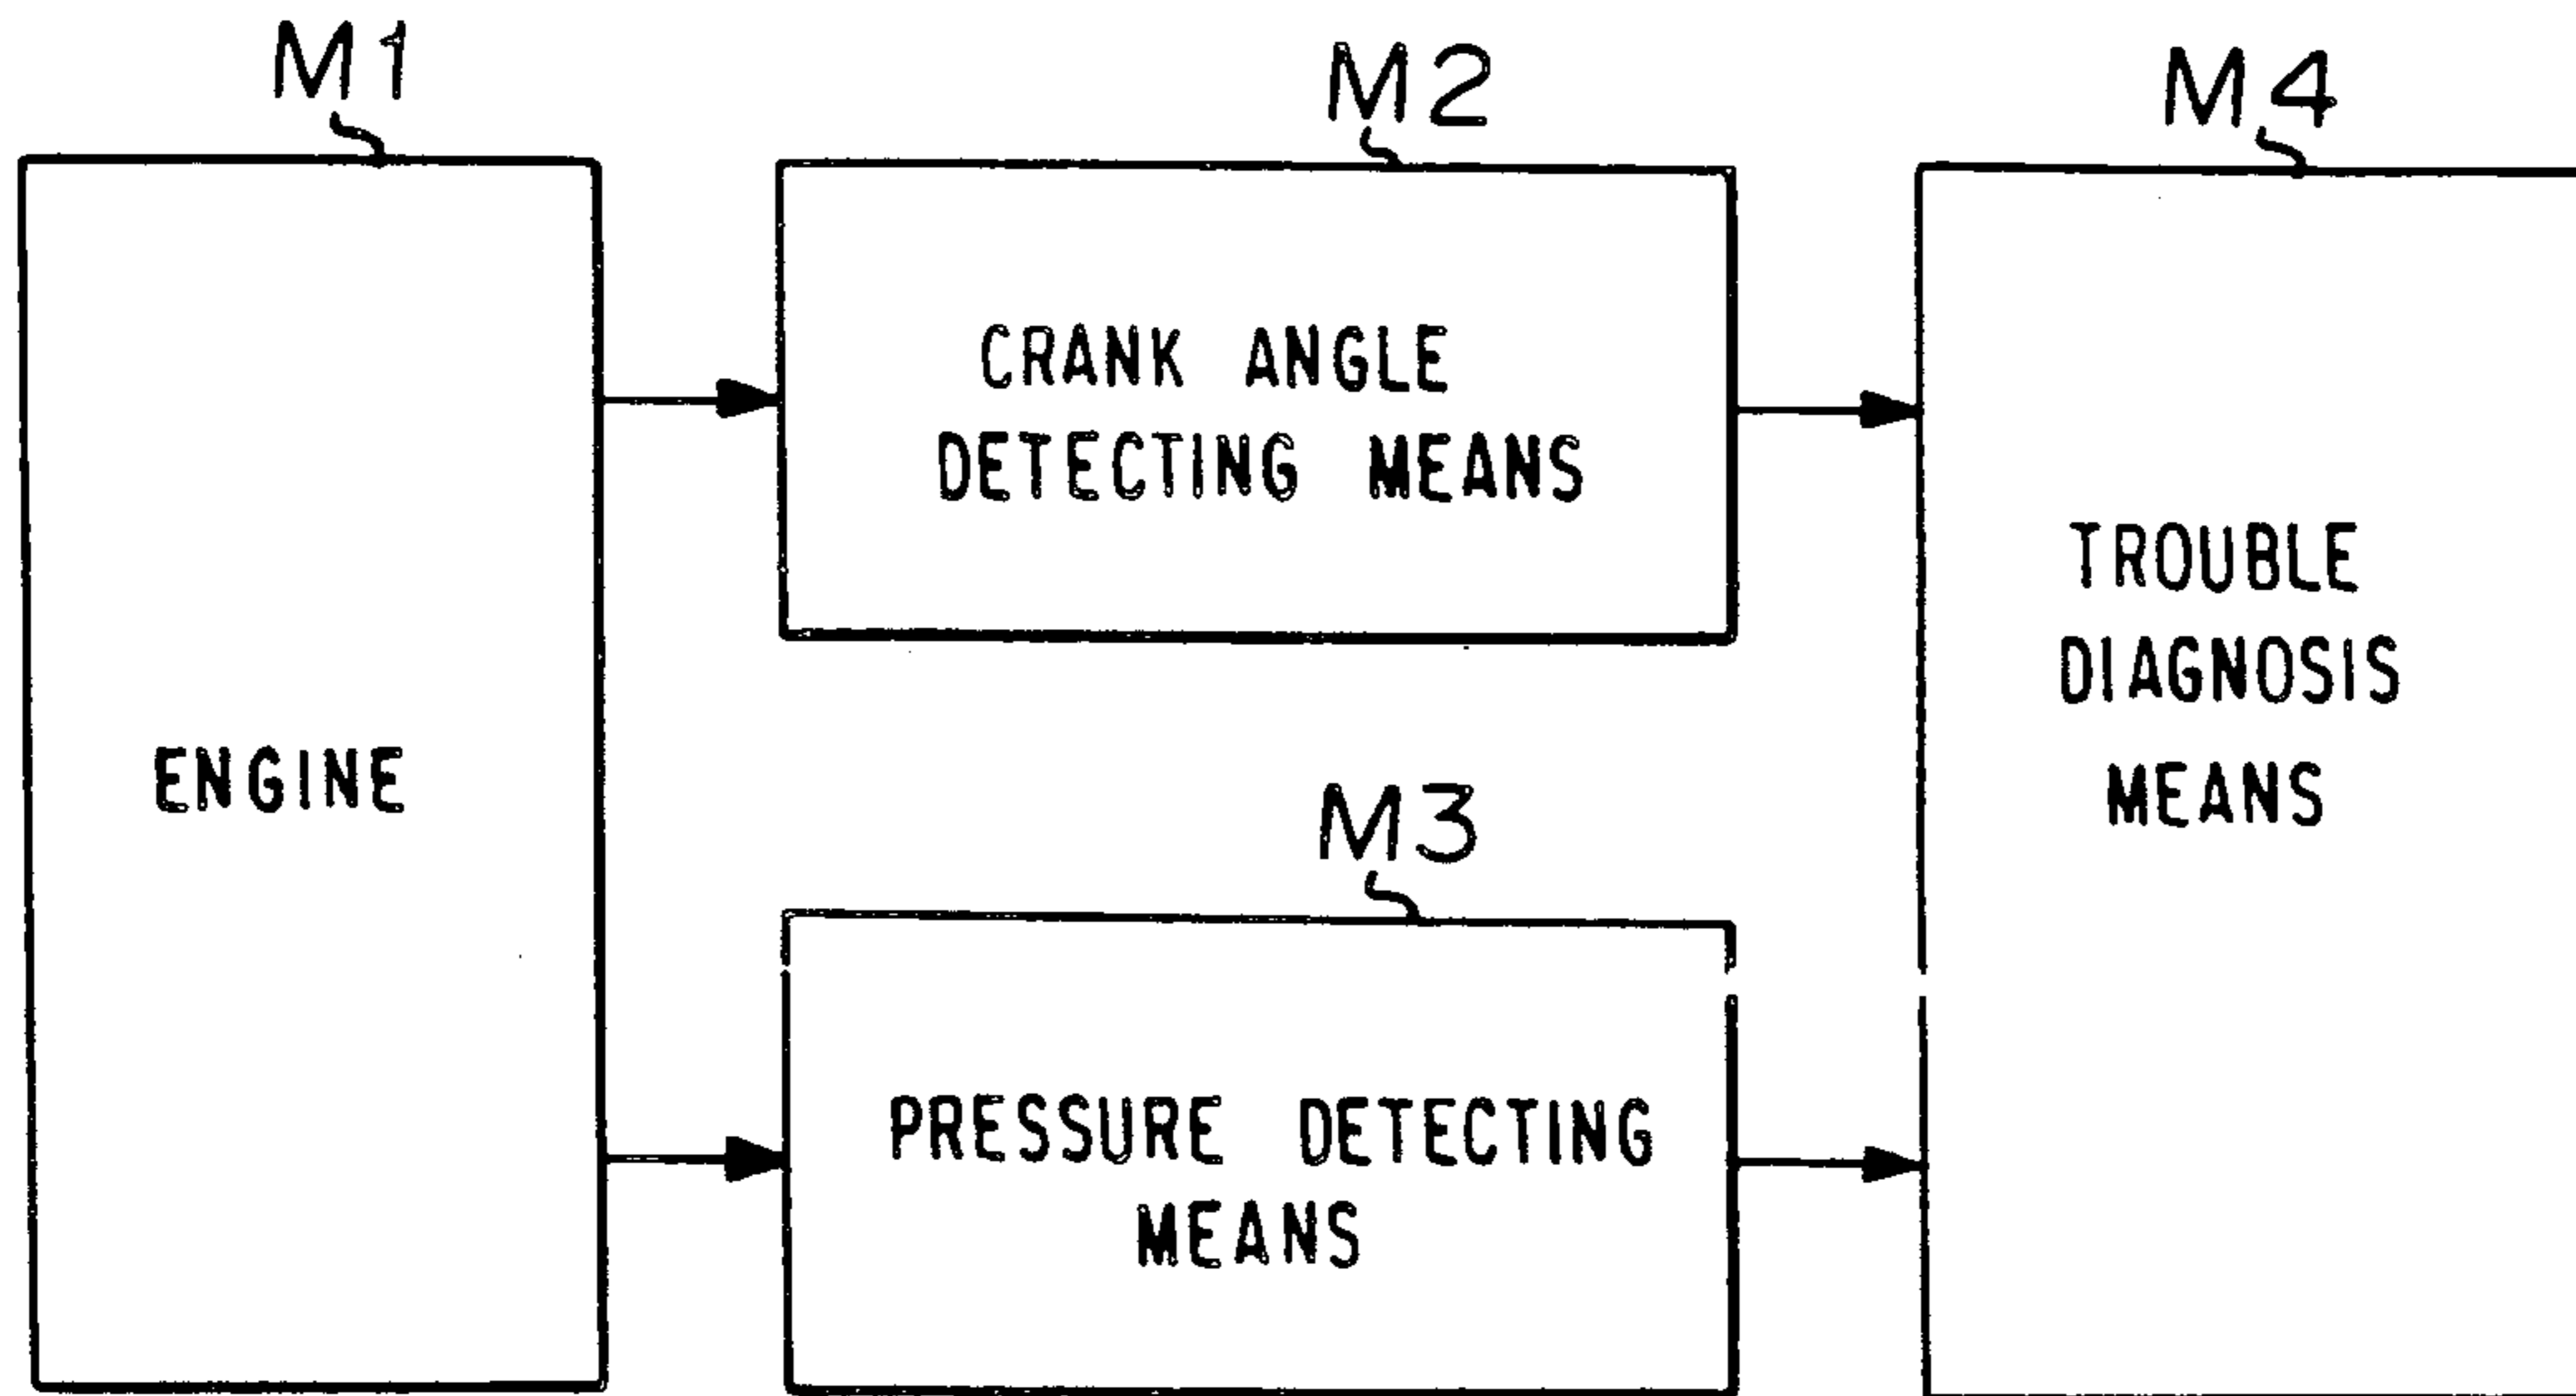 M1
ENGINE
M2
CRANK ANGLE
DETECTING MEANS
M3
PRESSURE DETECTING
MEANS
M4
TROUBLE
DIAGNOSIS
MEANS